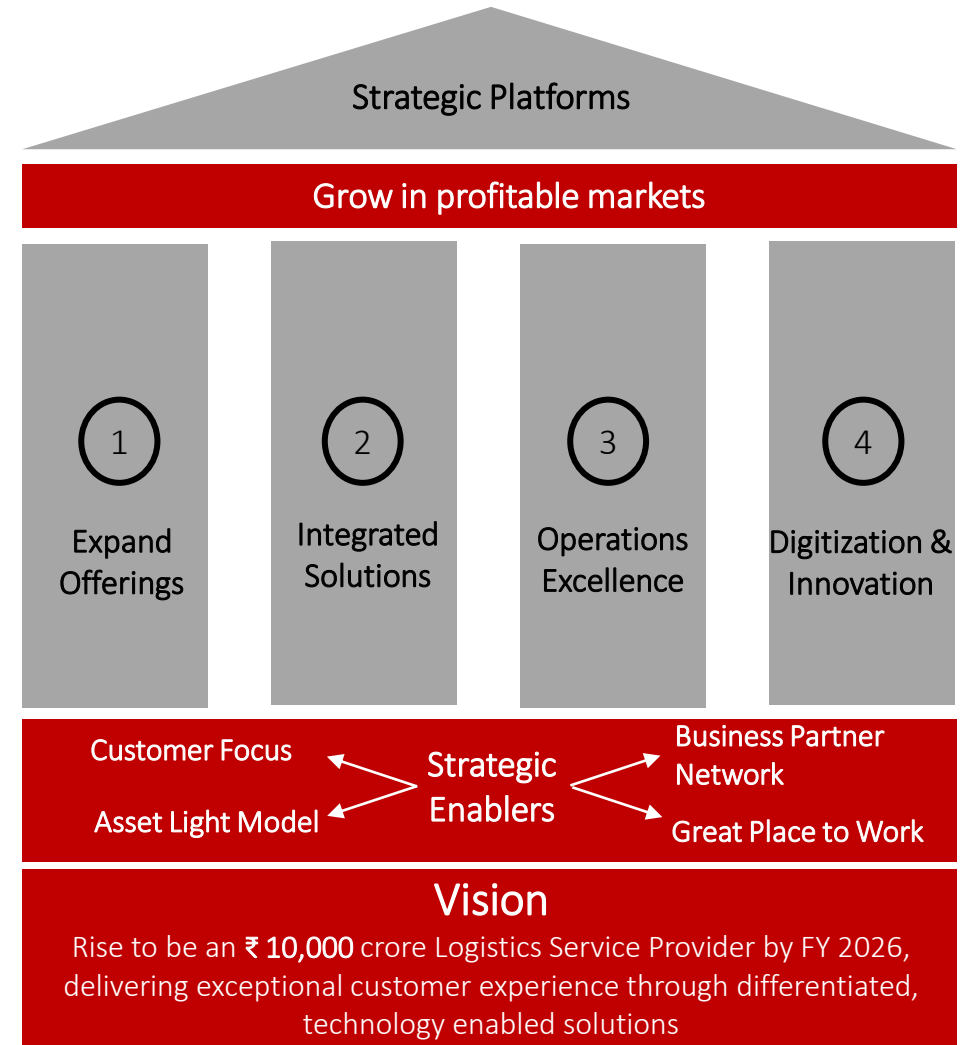 Strategic Platforms
Grow in profitable markets
1
Expand
Offerings
2
Integrated
Solutions
3
Operations
Excellence
4
Digitization &
Innovation
Customer Focus
Asset Light Model
Strategic
Enablers
Business Partner
Network
Great Place to Work
Vision
Rise to be an ₹ 10,000 crore Logistics Service Provider by FY 2026,
delivering exceptional customer experience through differentiated,
technology enabled solutions